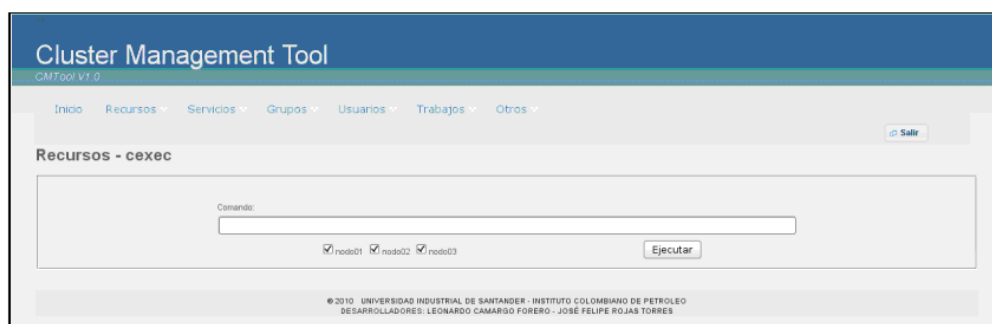 Cluster Management Tool
CMTool V1.0
Inicio Recursos Servicios Grupos Usuarios Trabajos Otros
Salir
Recursos - cexec
Comando:
nodo01 nodo02 nodo03 Ejecutar
© 2010 UNIVERSIDAD INDUSTRIAL DE SANTANDER - INSTITUTO COLOMBIANO DE PETROLEO
DESARROLLADORES: LEONARDO CAMARGO FORERO - JOSÉ FELIPE ROJAS TORRES